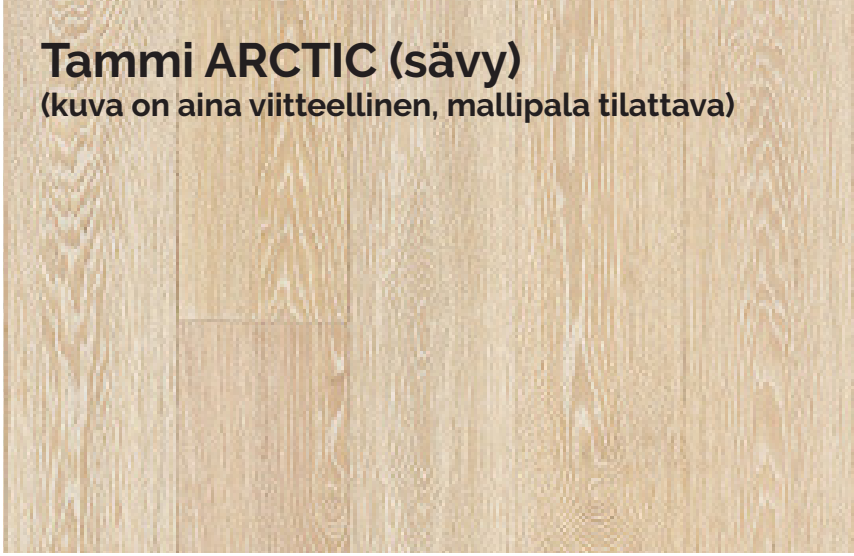 Tammi ARCTIC (sävy)
(kuva on aina viitteellinen, mallipala tilattava)